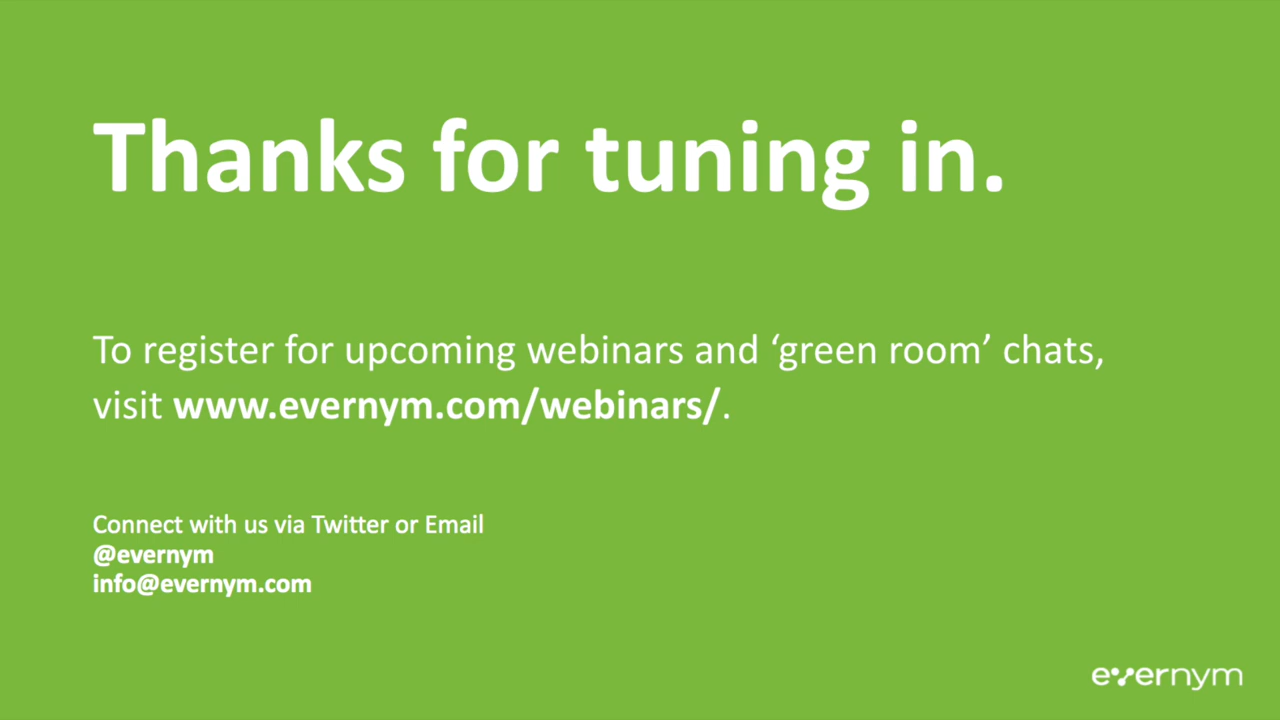 Thanks for tuning in.
To register for upcoming webinars and ‘green room’ chats,
visit www.evernym.com/webinars/.
Connect with us via Twitter or Email
@evernym
info@evernym.com
evernym